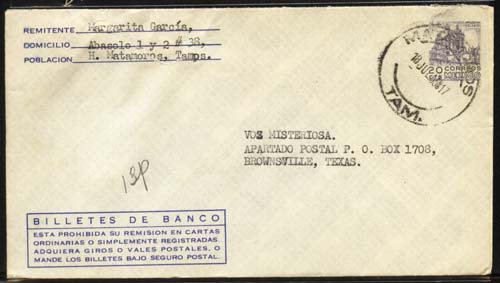 REMITENTE Margarita García,
DOMICILIO Abasolo 1 y 2 # 38,
POBLACION H. Matamoros, Tamps.
CORREOS
MEXICO
TAM.
VOZ MISTERIOSA.
APARTADO POSTAL P. O. BOX 1708,
BROWNSVILLE, TEXAS.
BILLETES DE BANCO
ESTA PROHIBIDA SU REMISION EN CARTAS
ORDINARIAS O SIMPLEMENTE REGISTRADAS.
ADQUIERA GIROS O VALES POSTALES, O
MANDE LOS BILLETES BAJO SEGURO POSTAL.